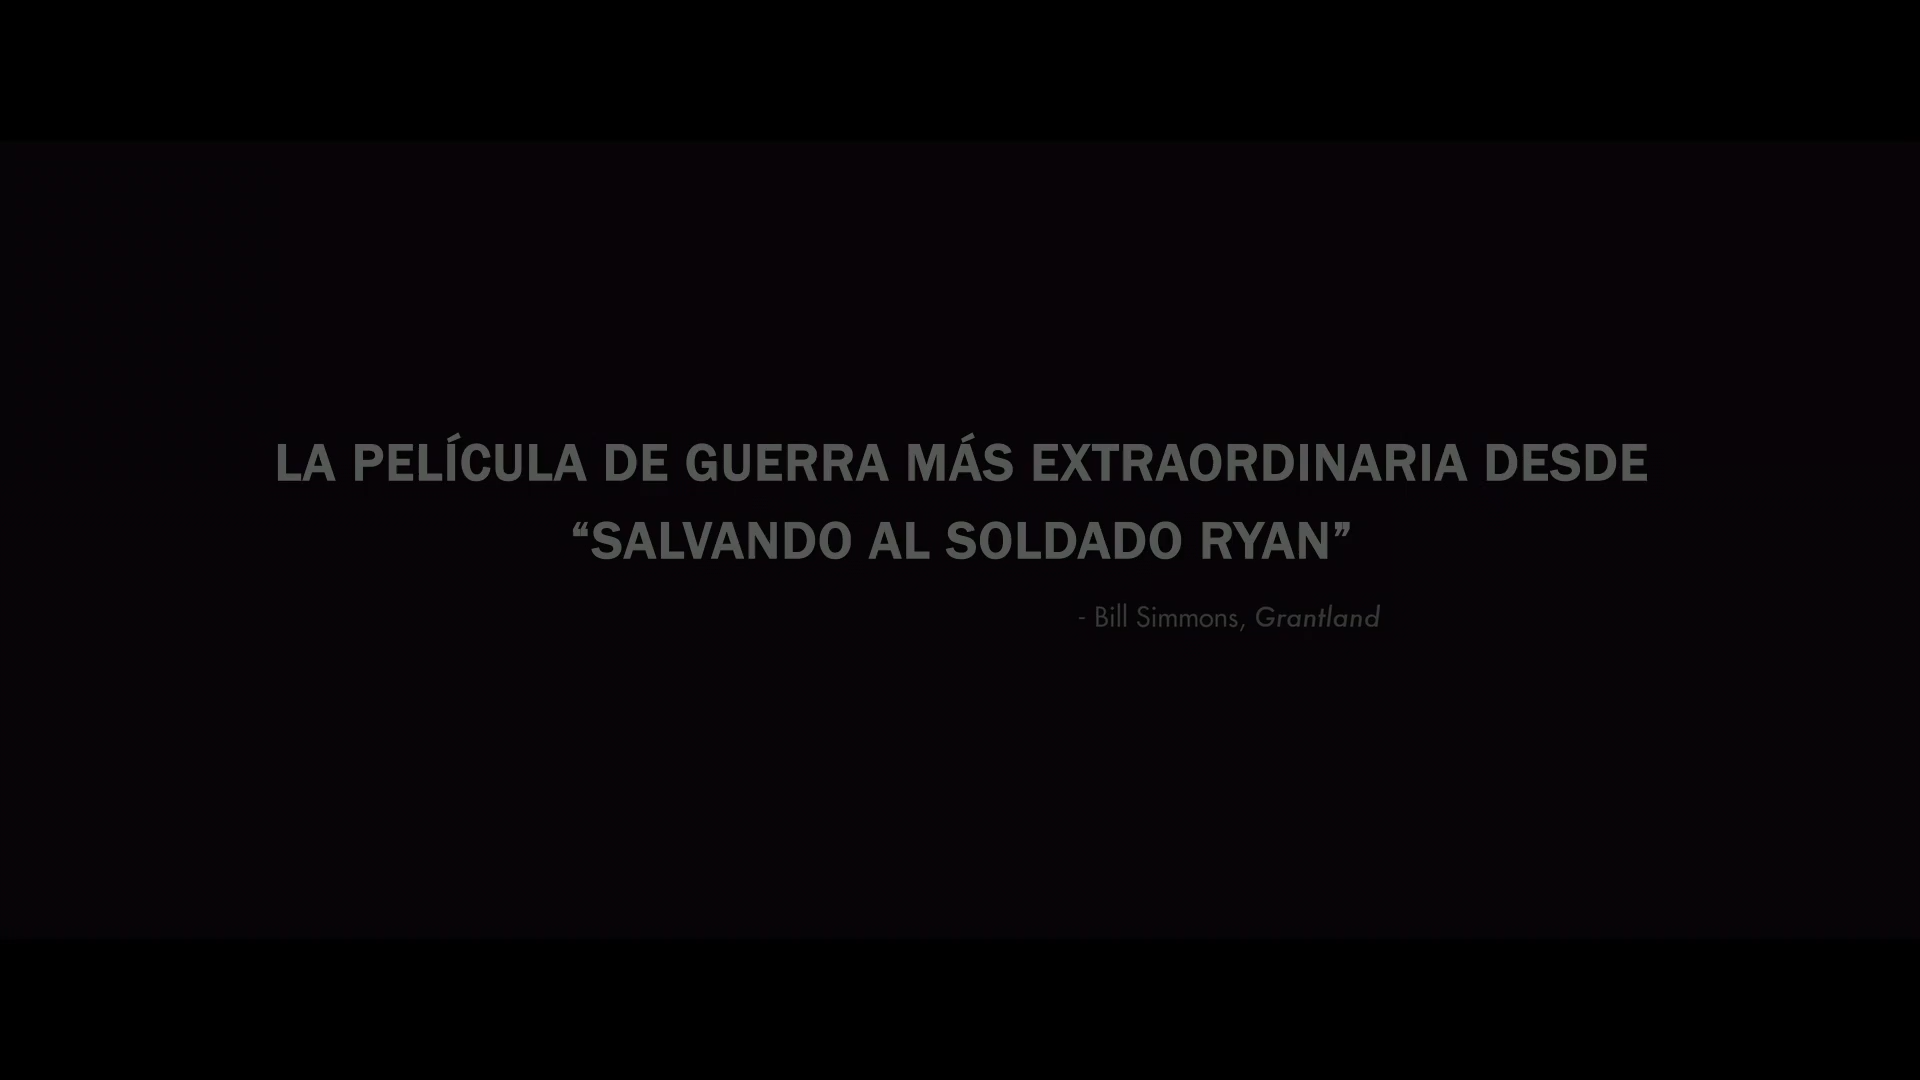 LA PELÍCULA DE GUERRA MÁS EXTRAORDINARIA DESDE
“SALVANDO AL SOLDADO RYAN”
- Bill Simmons, Grantland